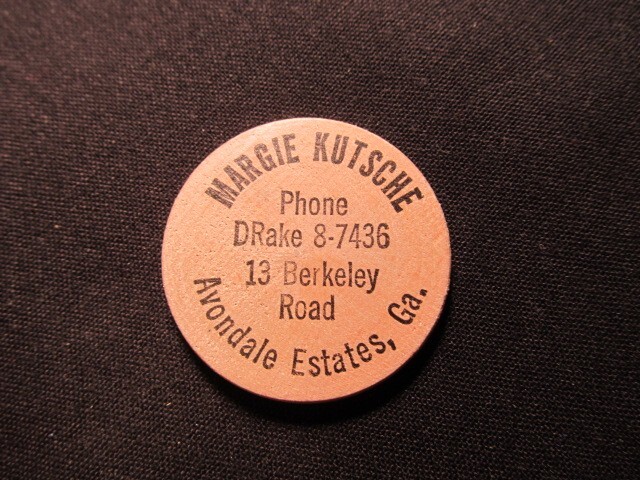 MARGIE KUTSCHE
Phone
DRake 8-7436
13 Berkeley
Road
Avondale Estates, Ga.